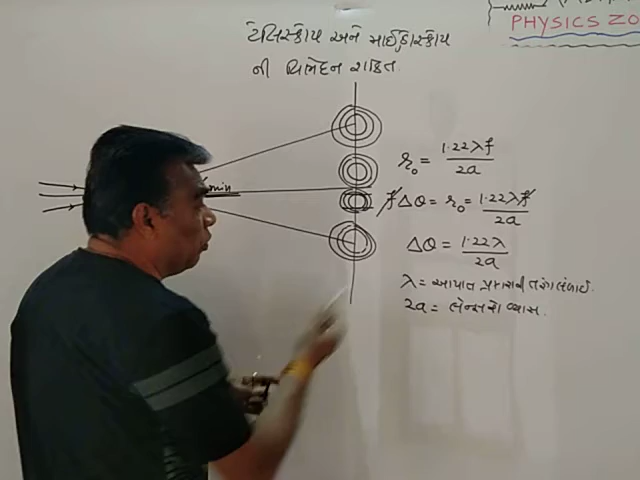 PHYSICS ZO
ટેલિસ્કોપ અને માઈક્રોસ્કોપ
ની વિભેદન શક્તિ.
min
r₀ = 1.22λf / 2a
fΔθ = r₀ = 1.22λf / 2a
Δθ = 1.22λ / 2a
λ = આપાત પ્રકાશની તરંગલંબાઈ.
2a = લેન્સનો વ્યાસ.